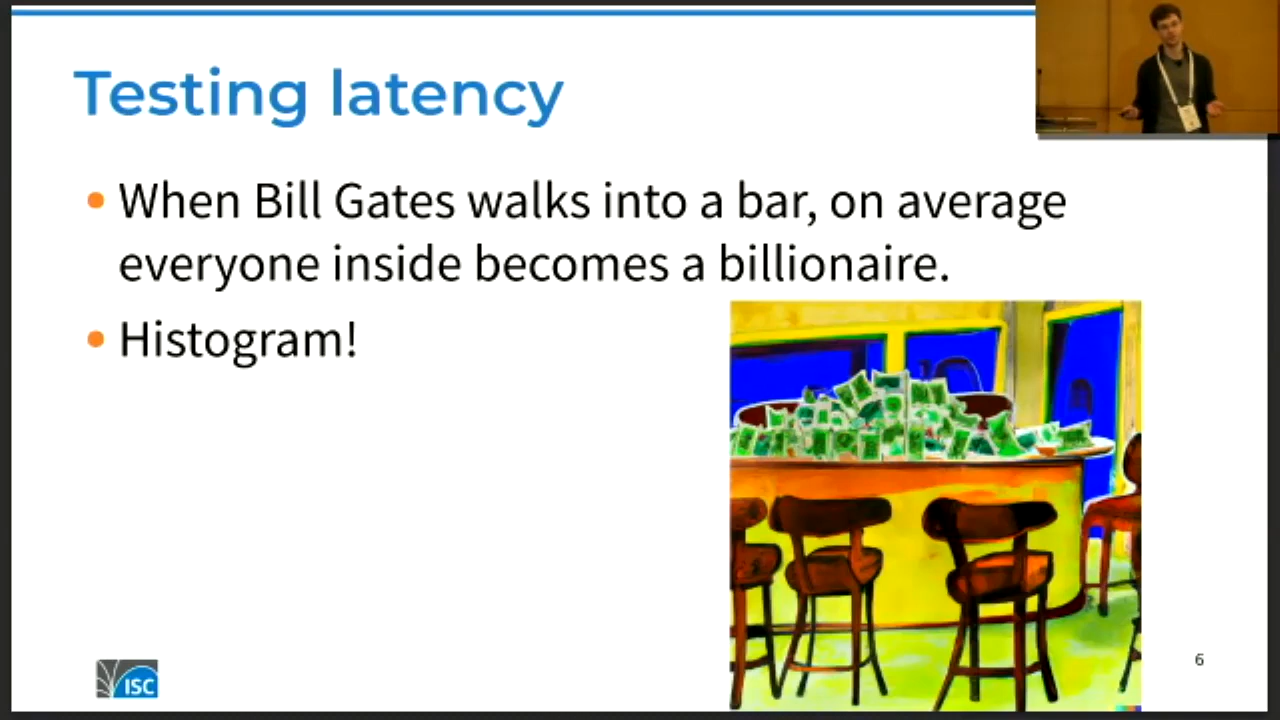 Testing latency
When Bill Gates walks into a bar, on average
everyone inside becomes a billionaire.
Histogram!
ISC
6